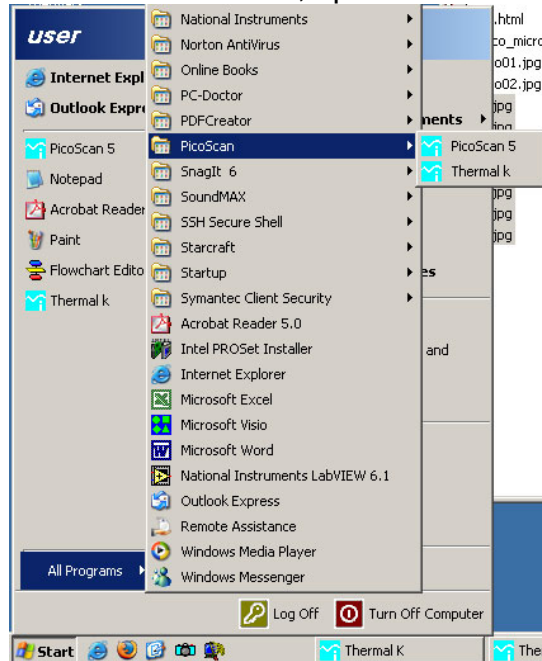 user
Internet Expl
Outlook Expre
PicoScan 5
Notepad
Acrobat Reader
Paint
Flowchart Edito
Thermal k
All Programs
National Instruments
Norton AntiVirus
Online Books
PC-Doctor
PDFCreator
PicoScan
SnagIt 6
SoundMAX
SSH Secure Shell
Starcraft
Startup
Symantec Client Security
Acrobat Reader 5.0
Intel PROSet Installer
Internet Explorer
Microsoft Excel
Microsoft Visio
Microsoft Word
National Instruments LabVIEW 6.1
Outlook Express
Remote Assistance
Windows Media Player
Windows Messenger
PicoScan 5
Thermal k
ments
es
and
.html
co_micro
o01.jpg
o02.jpg
jpg
jpg
jpg
jpg
Log Off
Turn Off Computer
Start
Thermal K
The